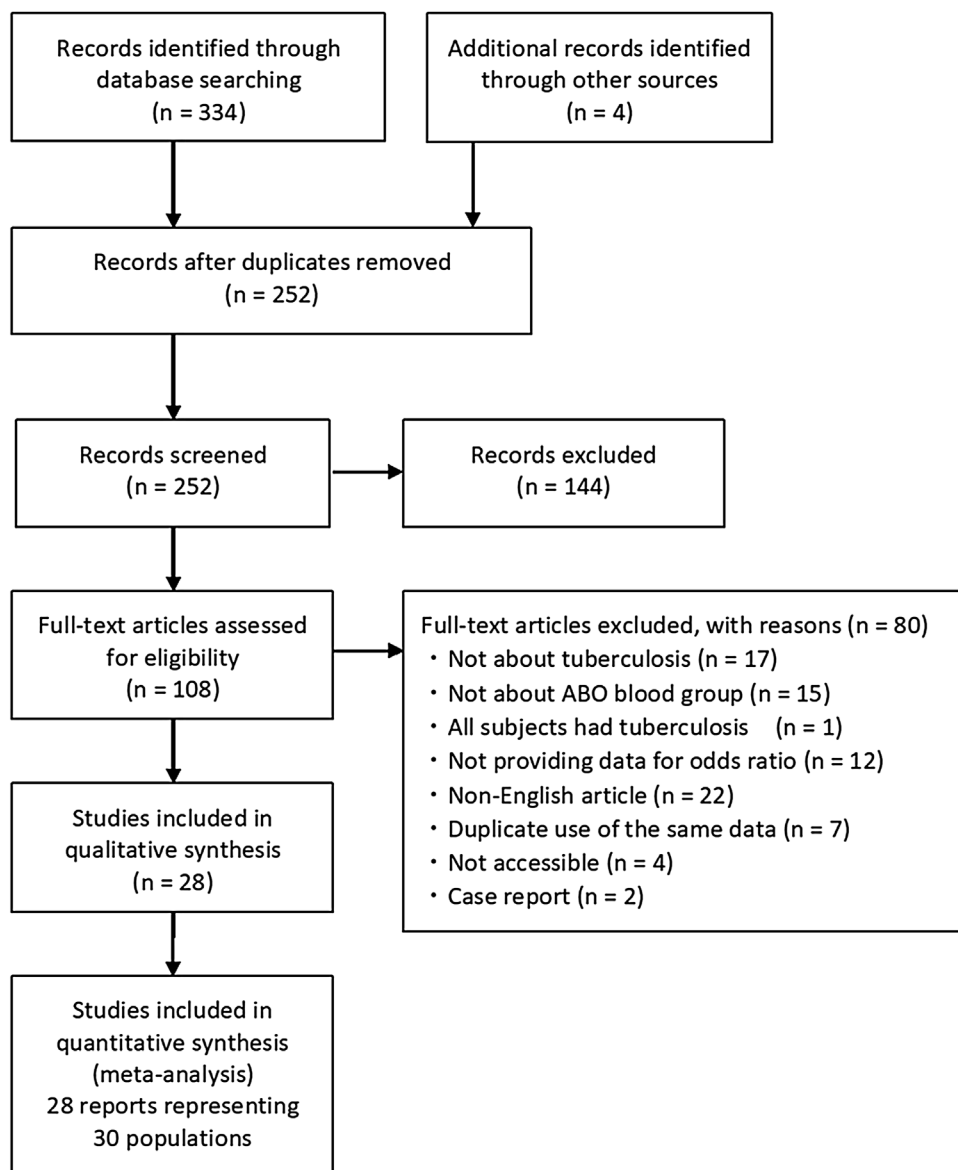 Records identified through
database searching
(n = 334)
Additional records identified
through other sources
(n = 4)
Records after duplicates removed
(n = 252)
Records screened
(n = 252)
Records excluded
(n = 144)
Full-text articles assessed
for eligibility
(n = 108)
Full-text articles excluded, with reasons (n = 80)
・Not about tuberculosis (n = 17)
・Not about ABO blood group (n = 15)
・All subjects had tuberculosis (n = 1)
・Not providing data for odds ratio (n = 12)
・Non-English article (n = 22)
・Duplicate use of the same data (n = 7)
・Not accessible (n = 4)
・Case report (n = 2)
Studies included in
qualitative synthesis
(n = 28)
Studies included in
quantitative synthesis
(meta-analysis)
28 reports representing
30 populations